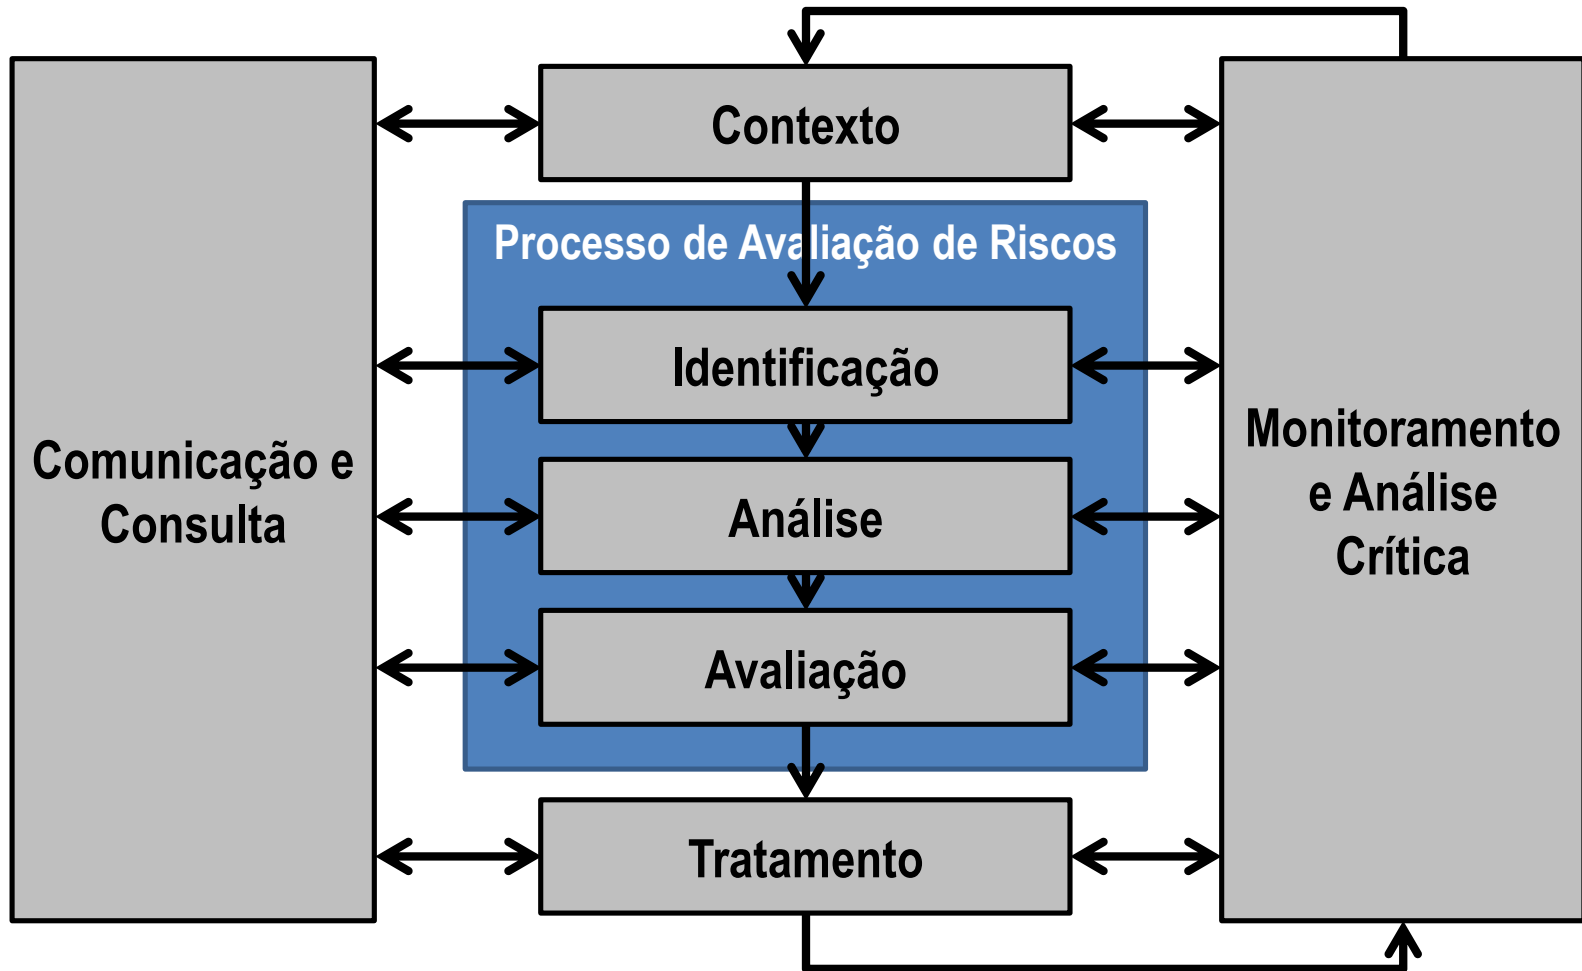 Contexto
Processo de Avaliação de Riscos
Identificação
Análise
Avaliação
Tratamento
Comunicação e
Consulta
Monitoramento
e Análise
Crítica